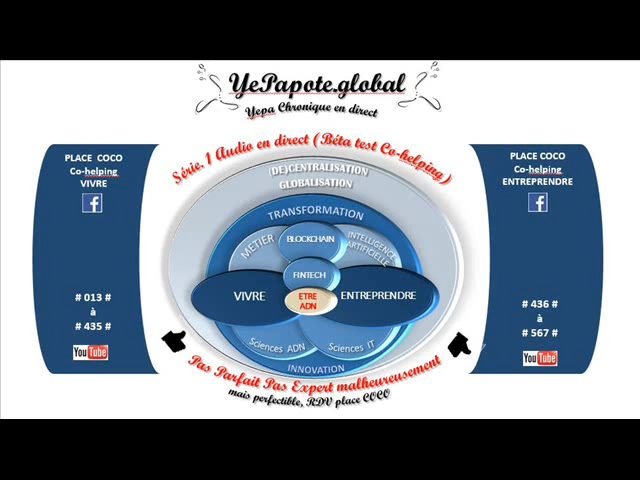 YePapote.global
Yepa Chronique en direct
Série.1 Audio en direct (Béta test Co-helping)
PLACE COCO
Co-helping
VIVRE
# 013 #
à
# 435 #
YouTube
(DE)CENTRALISATION
GLOBALISATION
TRANSFORMATION
METIER
BLOCKCHAIN
INTELLIGENCE
ARTIFICIELLE
FINTECH
VIVRE
ETRE
ADN
ENTREPRENDRE
Sciences ADN
Sciences IT
INNOVATION
PLACE COCO
Co-helping
ENTREPRENDRE
# 436 #
à
# 567 #
YouTube
Pas Parfait Pas Expert malheureusement
mais perfectible, RDV place COCO